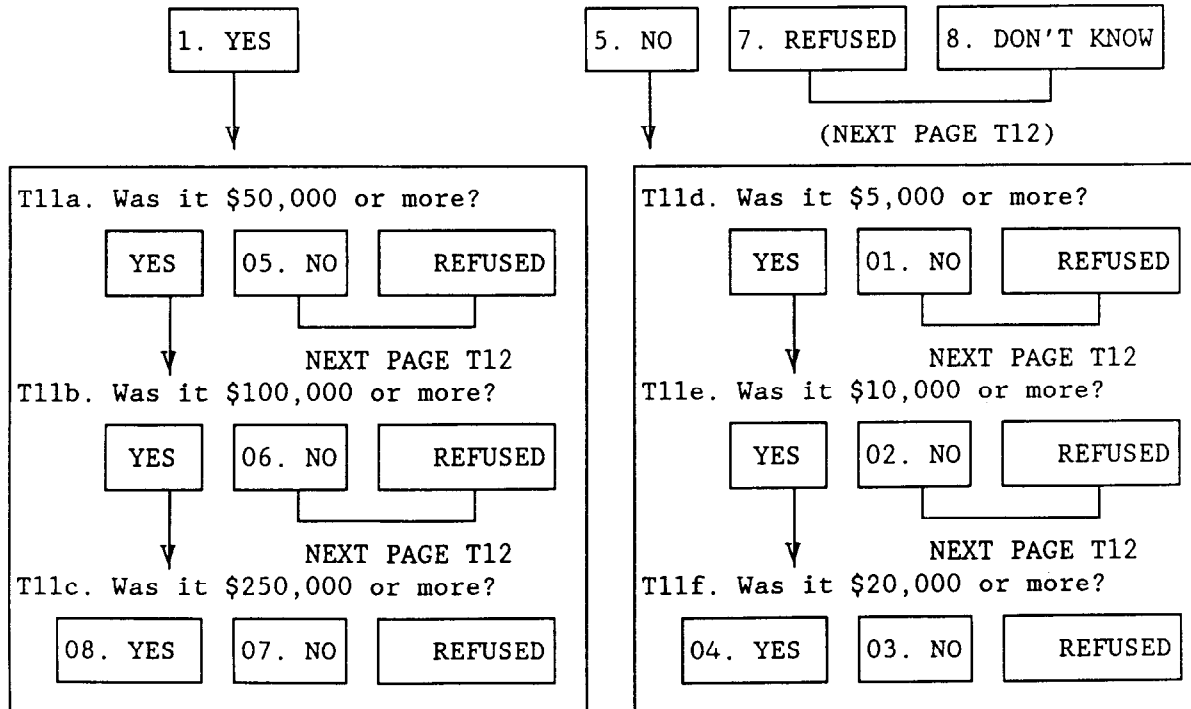 1. YES
5. NO
7. REFUSED
8. DON'T KNOW
(NEXT PAGE T12)
T11a. Was it $50,000 or more?
YES
05. NO
REFUSED
NEXT PAGE T12
T11b. Was it $100,000 or more?
YES
06. NO
REFUSED
NEXT PAGE T12
T11c. Was it $250,000 or more?
08. YES
07. NO
REFUSED
T11d. Was it $5,000 or more?
YES
01. NO
REFUSED
NEXT PAGE T12
T11e. Was it $10,000 or more?
YES
02. NO
REFUSED
NEXT PAGE T12
T11f. Was it $20,000 or more?
04. YES
03. NO
REFUSED